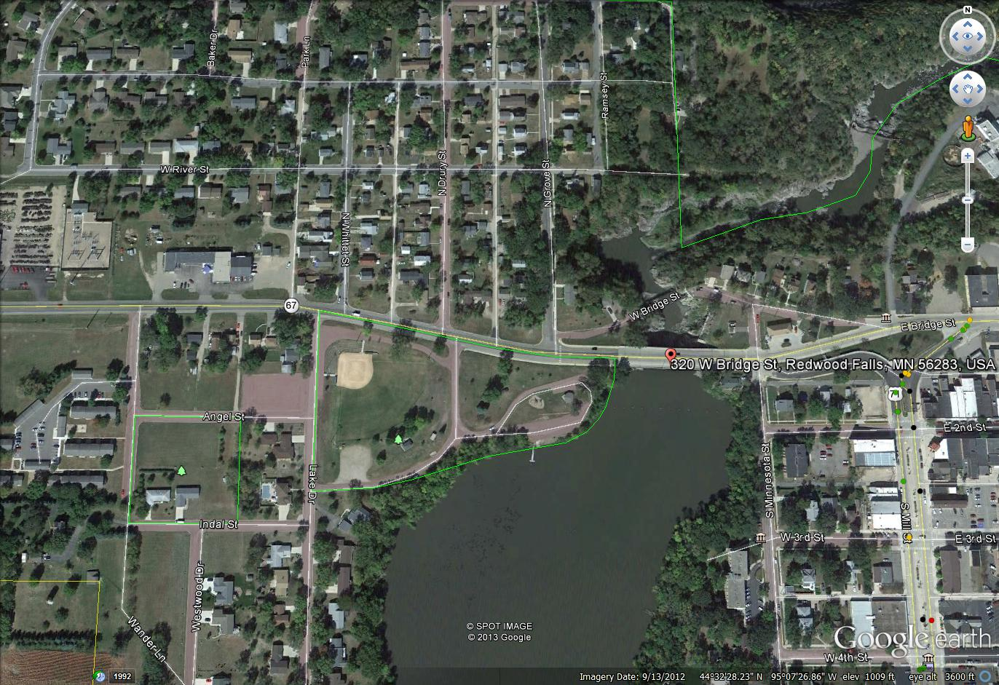 N
Baker Dr
Park Ln
Ramsey St
W River St
N Drury St
N Grove St
N Whittet St
67
W Bridge St
E Bridge St
320 W Bridge St, Redwood Falls, MN 56283, USA
71
Angel St
E 2nd St
Lake Dr
S Minnesota St
S Mill St
Indal St
W 3rd St
E 3rd St
Westwood Dr
Wander Ln
© SPOT IMAGE
© 2013 Google
Google earth
W 4th St
1992
Imagery Date: 9/13/2012 44°32'28.23" N 95°07'26.86" W elev 1009 ft eye alt 3600 ft